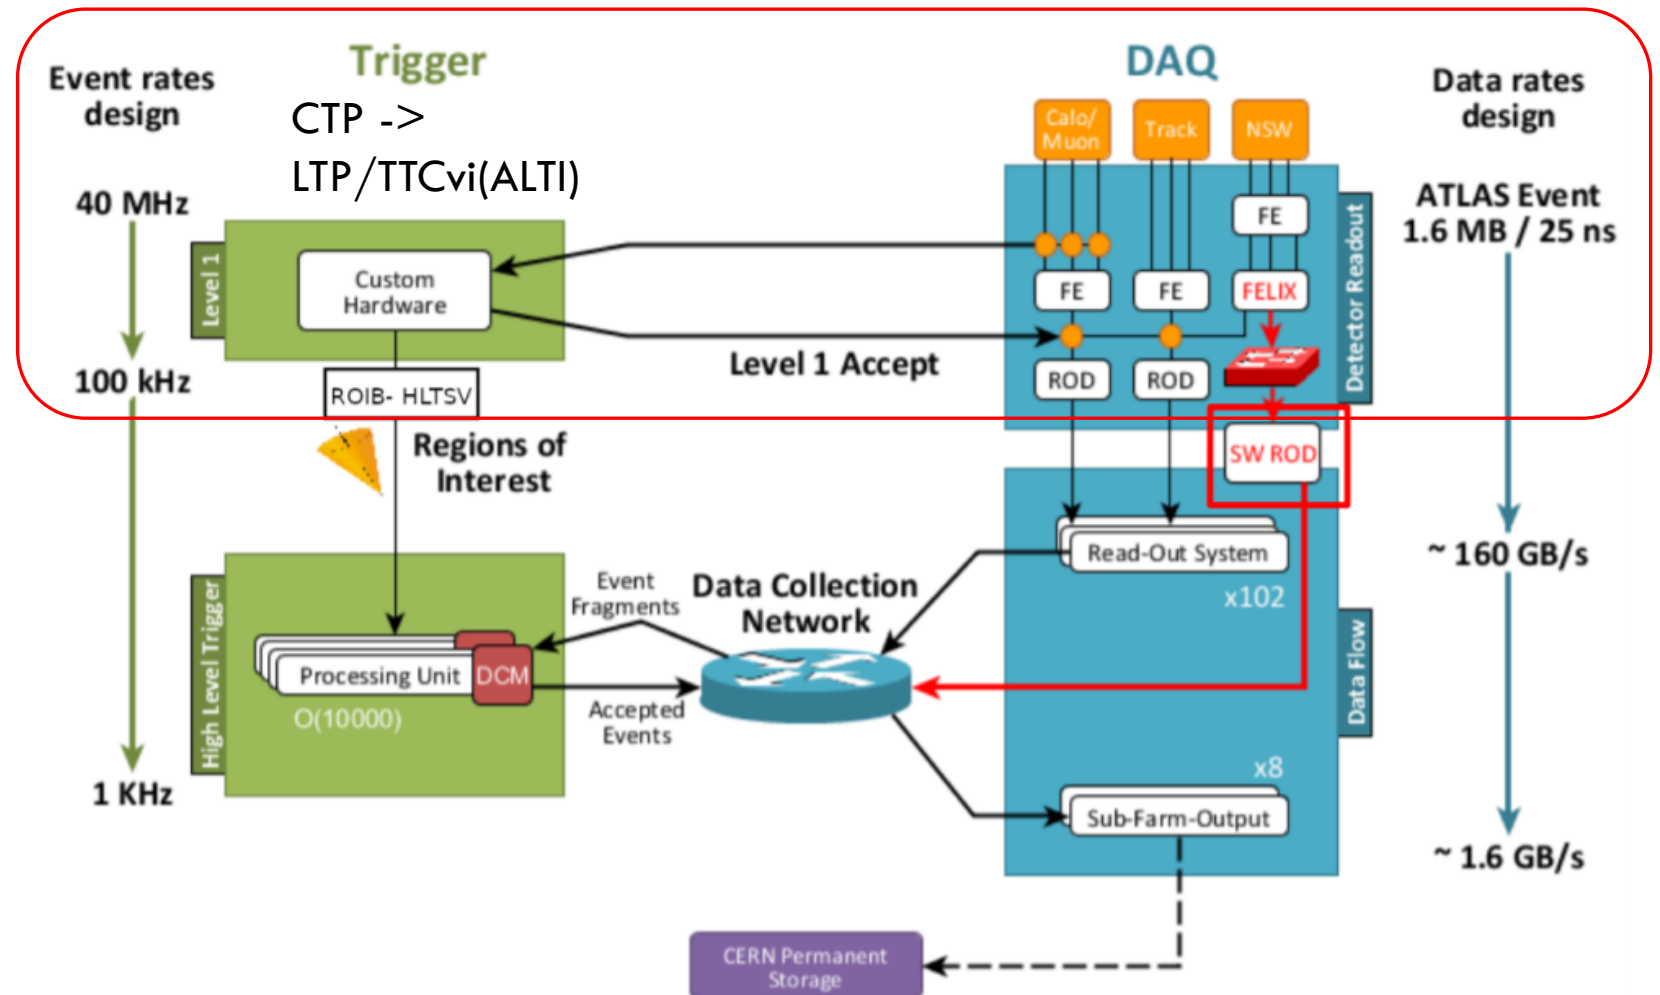 Event rates
design
40 MHz
100 kHz
1 KHz
Trigger
CTP ->
LTP/TTCvi(ALTI)
Level 1
Custom
Hardware
ROIB- HLTSV
Regions of
Interest
Level 1 Accept
High Level Trigger
Processing Unit
DCM
O(10000)
Event
Fragments
Accepted
Events
Data Collection
Network
DAQ
Calo/
Muon
Track
NSW
FE
FE
FE
FELIX
ROD
ROD
Detector Readout
SW ROD
Read-Out System
x102
Data Flow
x8
Sub-Farm-Output
CERN Permanent
Storage
Data rates
design
ATLAS Event
1.6 MB / 25 ns
~ 160 GB/s
~ 1.6 GB/s